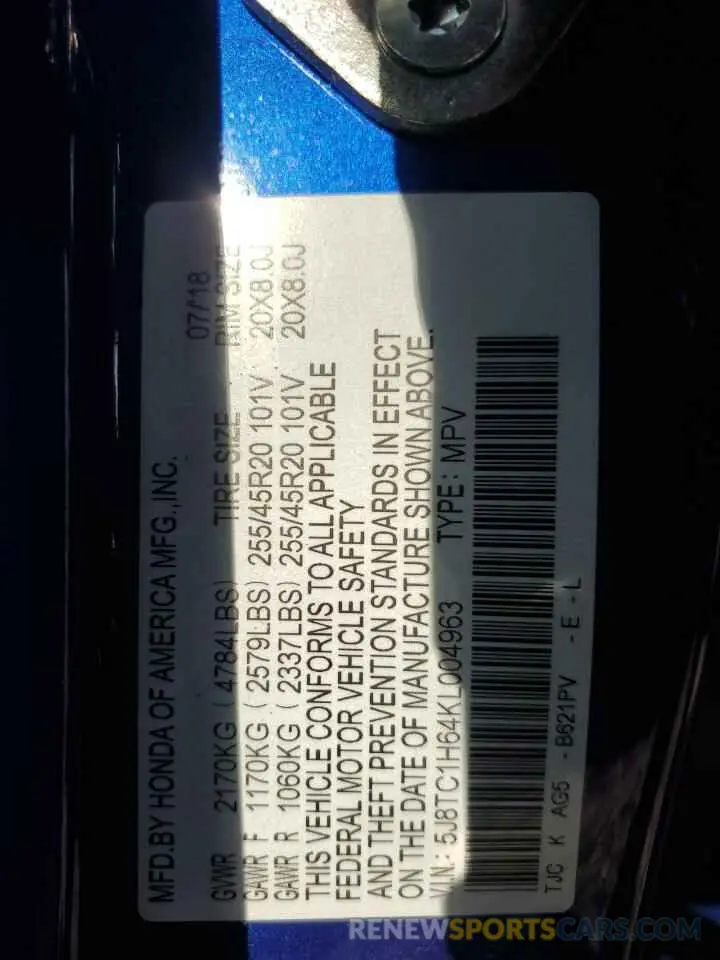 MFD.BY HONDA OF AMERICA MFG.,INC. 07/18
GVWR 2170KG (4784LBS) TIRE SIZE RIM SIZE
GAWR F 1170KG (2579LBS) 255/45R20 101V 20X8.0J
GAWR R 1060KG (2337LBS) 255/45R20 101V 20X8.0J
THIS VEHICLE CONFORMS TO ALL APPLICABLE
FEDERAL MOTOR VEHICLE SAFETY
AND THEFT PREVENTION STANDARDS IN EFFECT
ON THE DATE OF MANUFACTURE SHOWN ABOVE.
VIN: 5J8TC1H64KL004963 TYPE: MPV
TJC K AG5 -B621PV -E-L
RENEWSPORTSCARS.COM